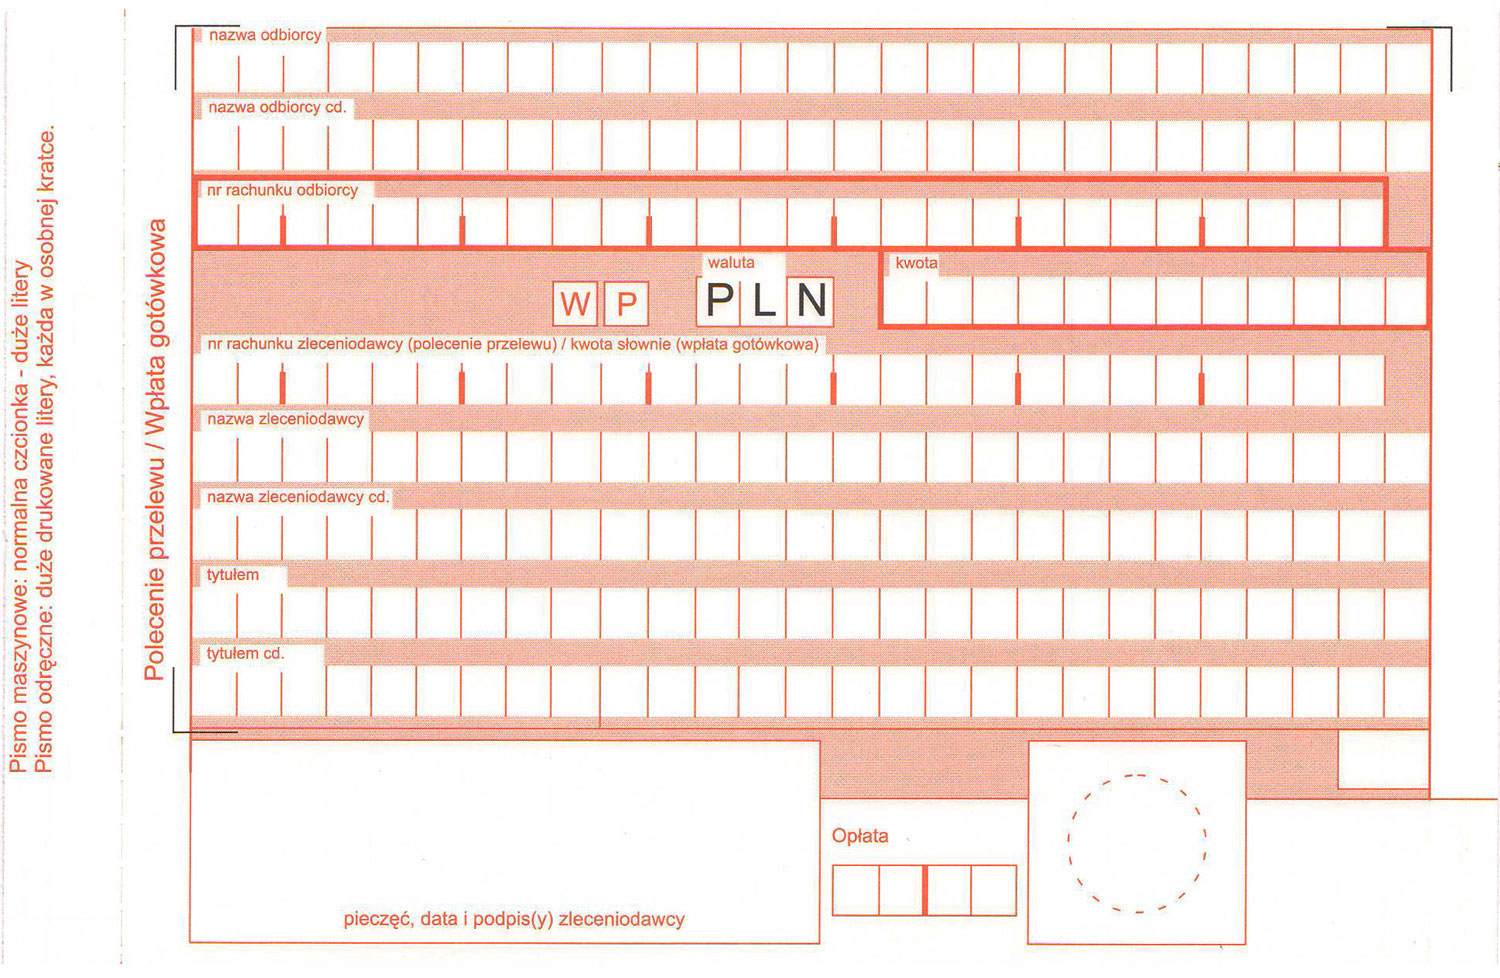 Pismo maszynowe: normalna czcionka - duże litery
Pismo odręczne: duże drukowane litery, każda w osobnej kratce.
Polecenie przelewu / Wpłata gotówkowa
nazwa odbiorcy
nazwa odbiorcy cd.
nr rachunku odbiorcy
waluta
kwota
W P
PLN
nr rachunku zleceniodawcy (polecenie przelewu) / kwota słownie (wpłata gotówkowa)
nazwa zleceniodawcy
nazwa zleceniodawcy cd.
tytułem
tytułem cd.
Opłata
pieczęć, data i podpis(y) zleceniodawcy